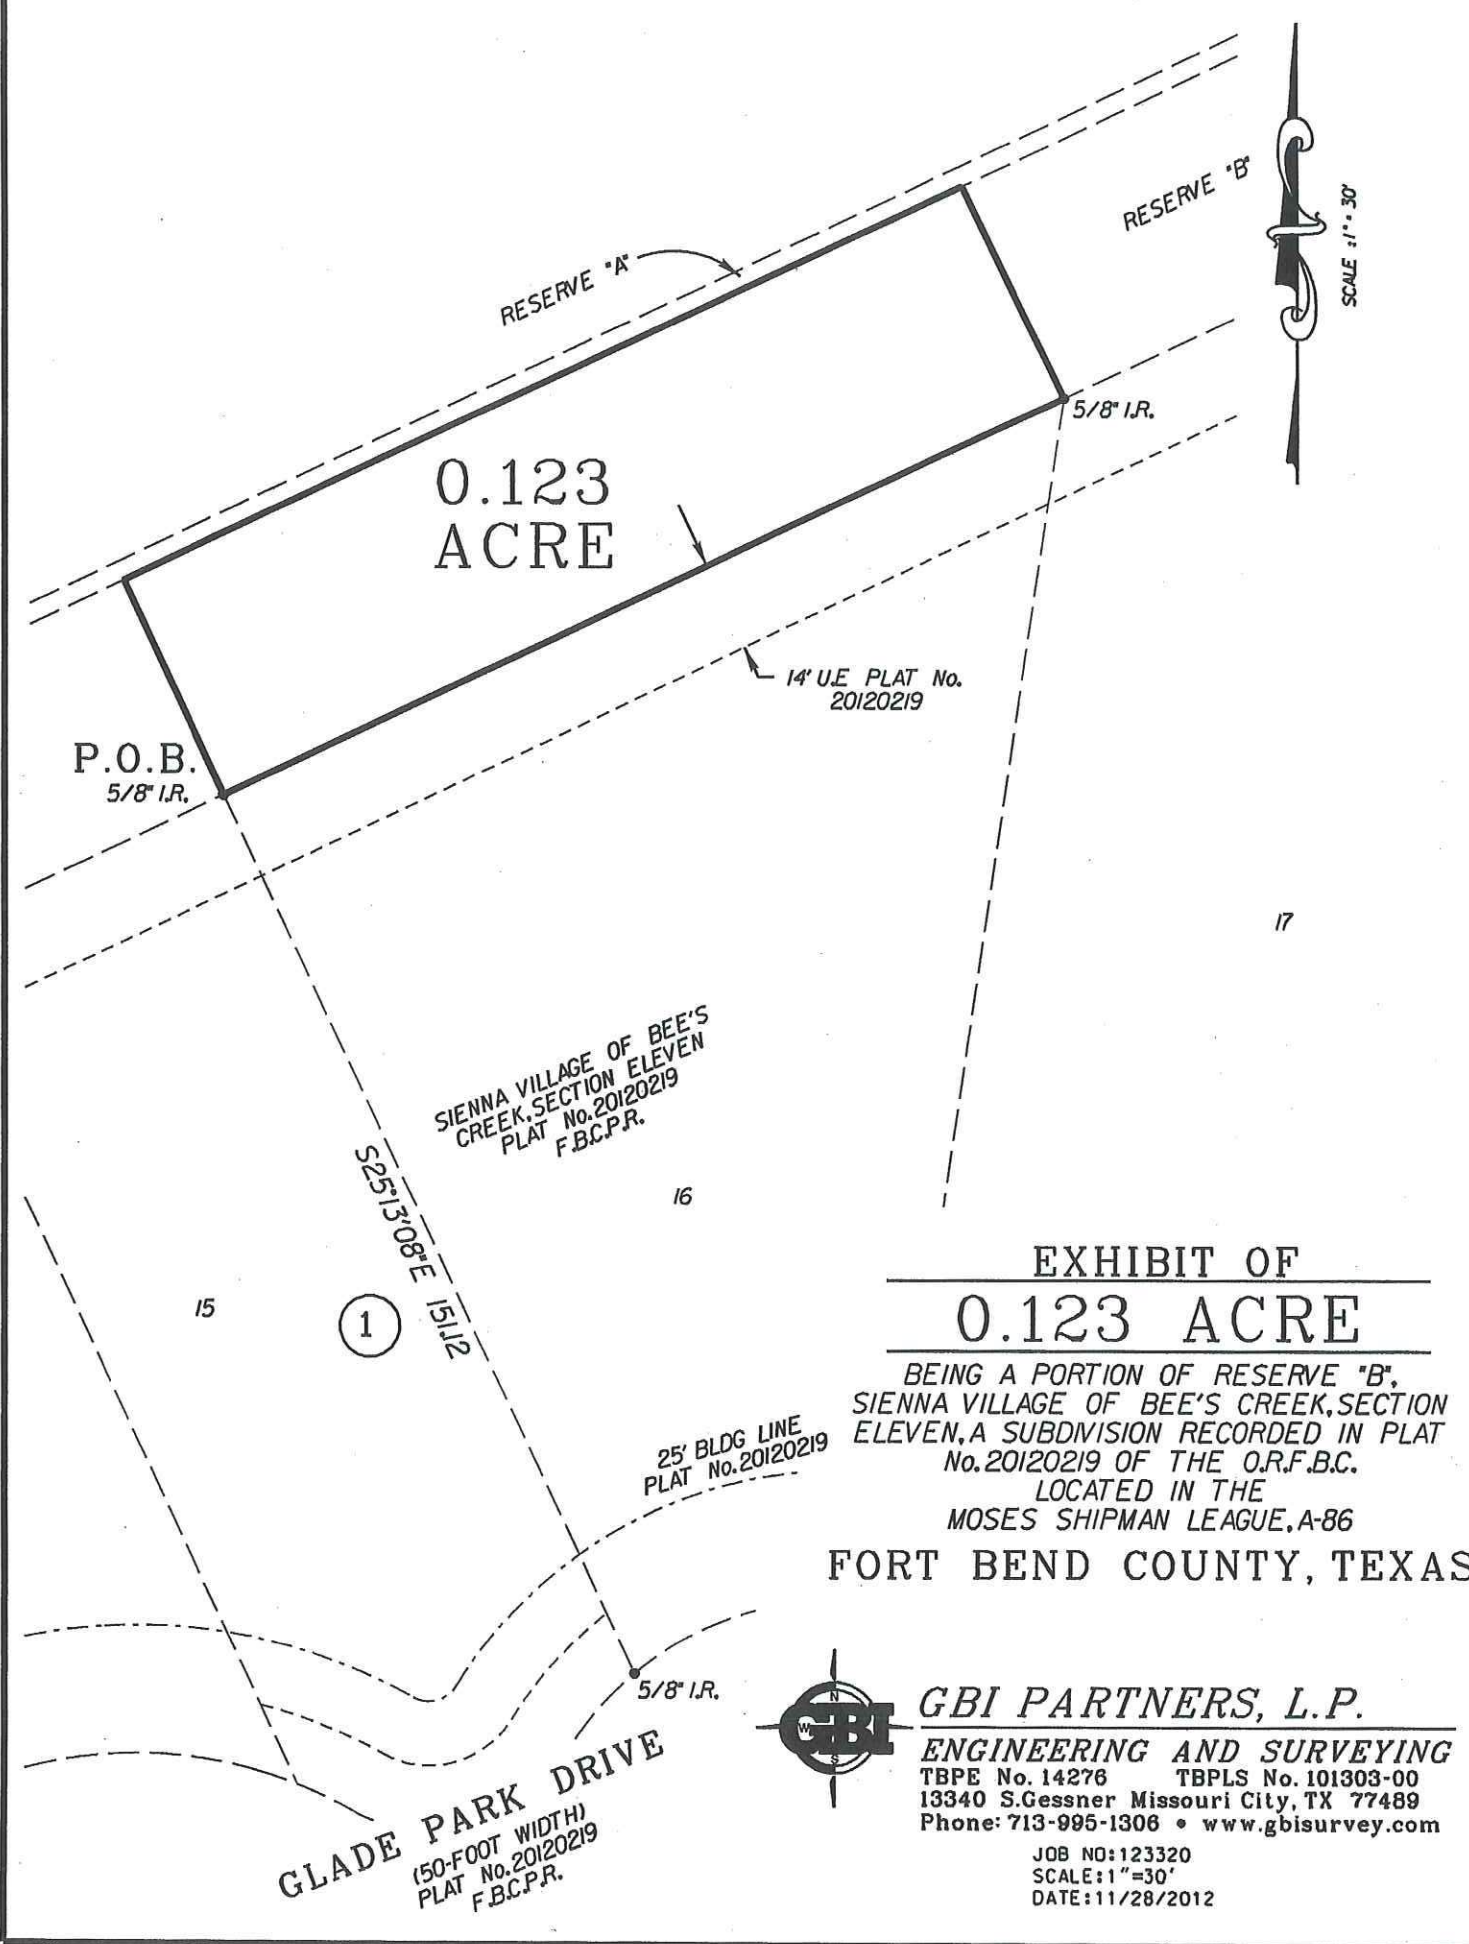 RESERVE "B"
SCALE : 1" = 30'
RESERVE "A"
5/8" I.R.
0.123
ACRE
14' U.E PLAT No.
20120219
P.O.B.
5/8" I.R.
17
SIENNA VILLAGE OF BEE'S
CREEK, SECTION ELEVEN
PLAT No. 20120219
F.B.C.P.R.
S25°13'08"E 151.12
16
15
1
25' BLDG LINE
PLAT No. 20120219
5/8" I.R.
GLADE PARK DRIVE
(50-FOOT WIDTH)
PLAT No. 20120219
F.B.C.P.R.
EXHIBIT OF
0.123 ACRE
BEING A PORTION OF RESERVE "B",
SIENNA VILLAGE OF BEE'S CREEK, SECTION
ELEVEN, A SUBDIVISION RECORDED IN PLAT
No. 20120219 OF THE O.R.F.B.C.
LOCATED IN THE
MOSES SHIPMAN LEAGUE, A-86
FORT BEND COUNTY, TEXAS
N
W
GBI
S
GBI PARTNERS, L.P.
ENGINEERING AND SURVEYING
TBPE No. 14276 TBPLS No. 101303-00
13340 S.Gessner Missouri City, TX 77489
Phone: 713-995-1306 • www.gbisurvey.com
JOB NO: 123320
SCALE: 1"=30'
DATE: 11/28/2012